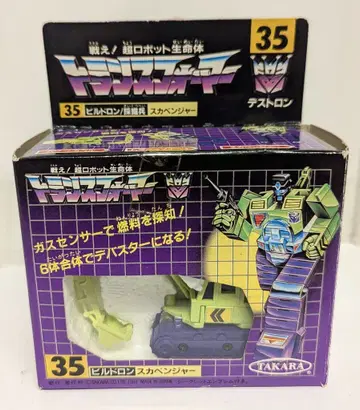 戦え! 超ロボット生命体
35
トランスフォーマー
デストロン
35 ビルドロン/採掘兵 スカベンジャー
戦え! 超ロボット生命体
トランスフォーマー
ガスセンサーで燃料を探知!
6体合体でデバスターになる!
35 ビルドロン スカベンジャー
TAKARA